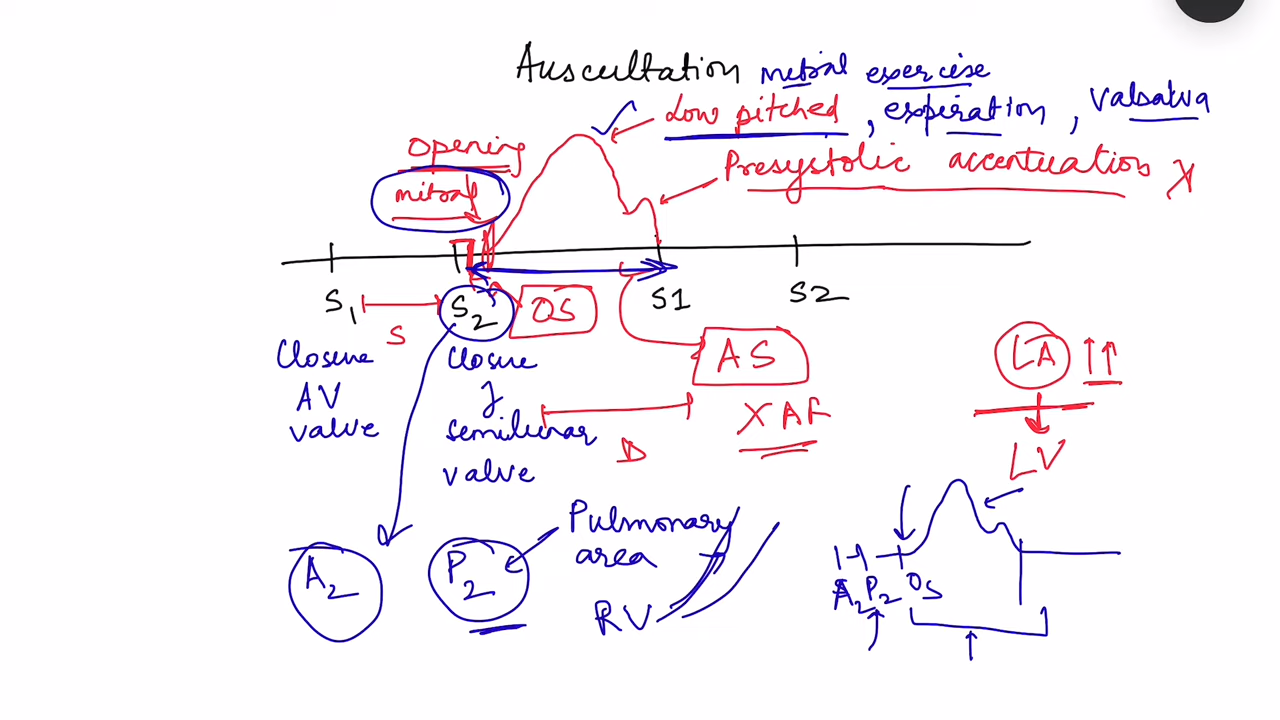 Auscultation mitral exercise
Low pitched, expiration, Valsalva
Opening
mitral
Presystolic accentuation X
S1
S2
OS
S1
S2
S
Closure
AV
valve
Closure
of
semilunar
valve
AS
X AF
D
LA ↑↑
LV
A2
P2
Pulmonary
area
RV
A2 P2 OS